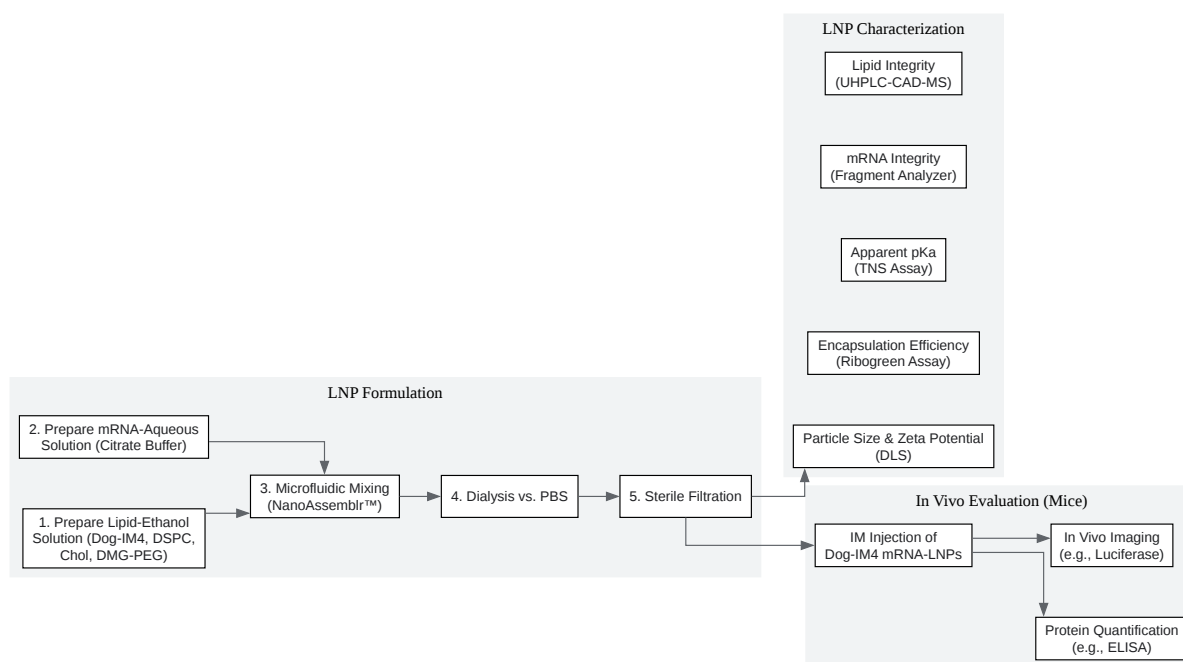 LNP Characterization
Lipid Integrity
(UHPLC-CAD-MS)
mRNA Integrity
(Fragment Analyzer)
Apparent pKa
(TNS Assay)
Encapsulation Efficiency
(Ribogreen Assay)
Particle Size & Zeta Potential
(DLS)
LNP Formulation
2. Prepare mRNA-Aqueous
Solution (Citrate Buffer)
1. Prepare Lipid-Ethanol
Solution (Dog-IM4, DSPC,
Chol, DMG-PEG)
3. Microfluidic Mixing
(NanoAssemblr™)
4. Dialysis vs. PBS
5. Sterile Filtration
In Vivo Evaluation (Mice)
IM Injection of
Dog-IM4 mRNA-LNPs
In Vivo Imaging
(e.g., Luciferase)
Protein Quantification
(e.g., ELISA)